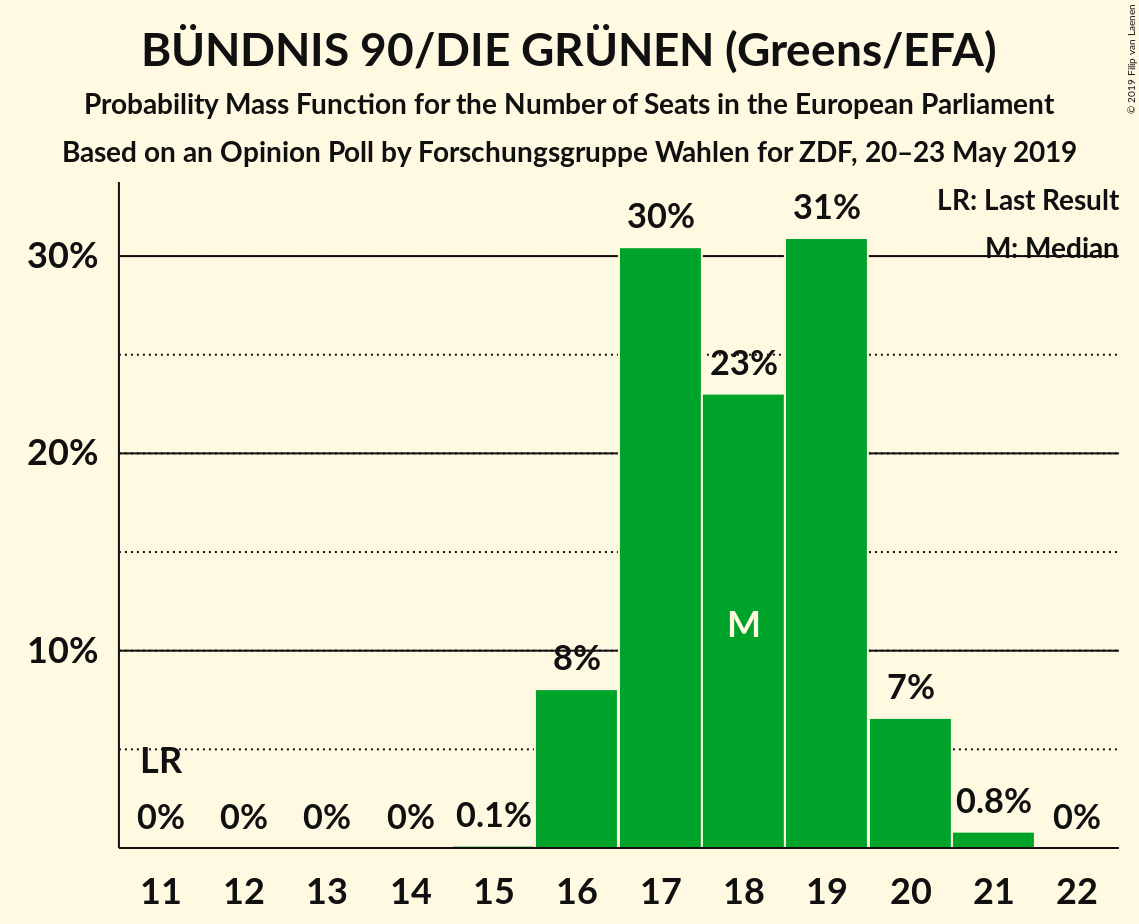 BÜNDNIS 90/DIE GRÜNEN (Greens/EFA)
Probability Mass Function for the Number of Seats in the European Parliament
Based on an Opinion Poll by Forschungsgruppe Wahlen for ZDF, 20–23 May 2019
© 2019 Filip van Laenen
LR: Last Result
M: Median
30%
20%
10%
LR
0%
0%
0%
0%
0.1%
8%
30%
23%
M
31%
7%
0.8%
0%
11 12 13 14 15 16 17 18 19 20 21 22